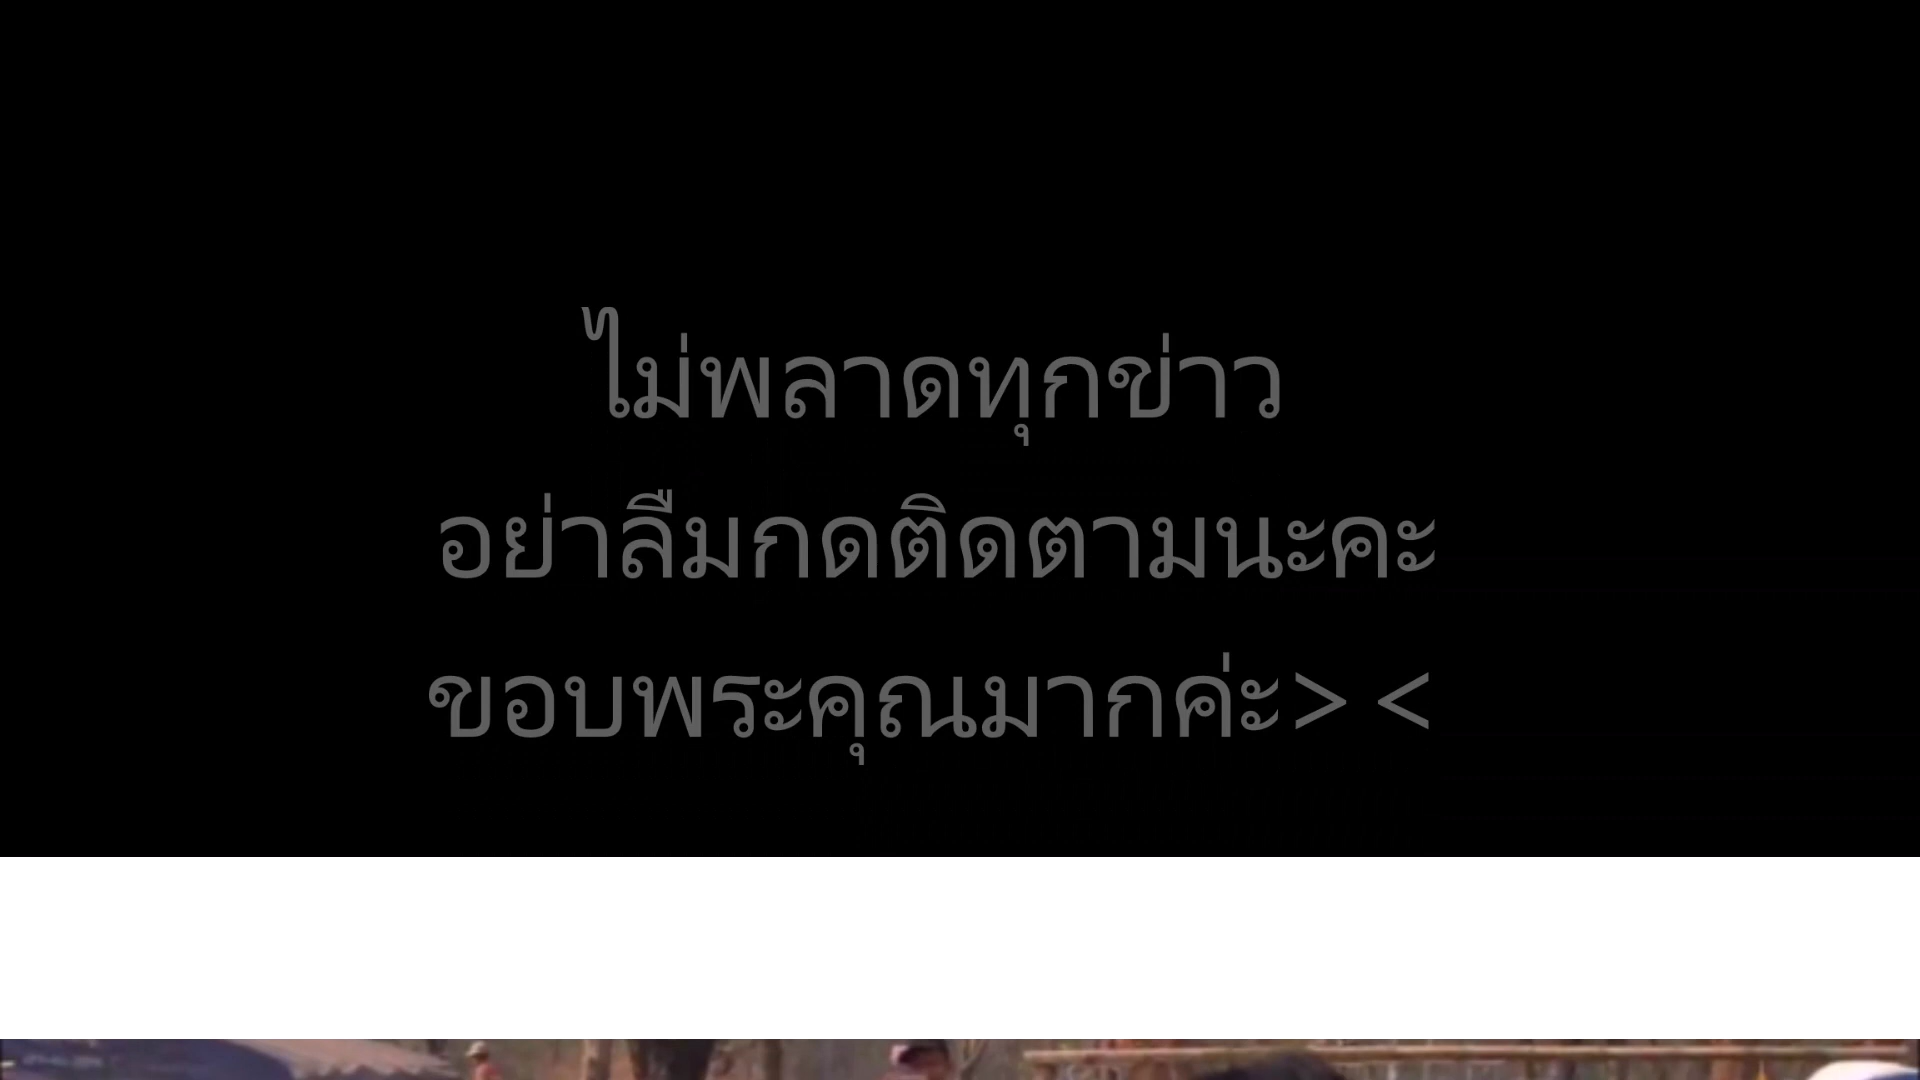 ไม่พลาดทุกข่าว
อย่าลืมกดติดตามนะคะ
ขอบพระคุณมากค่ะ> <